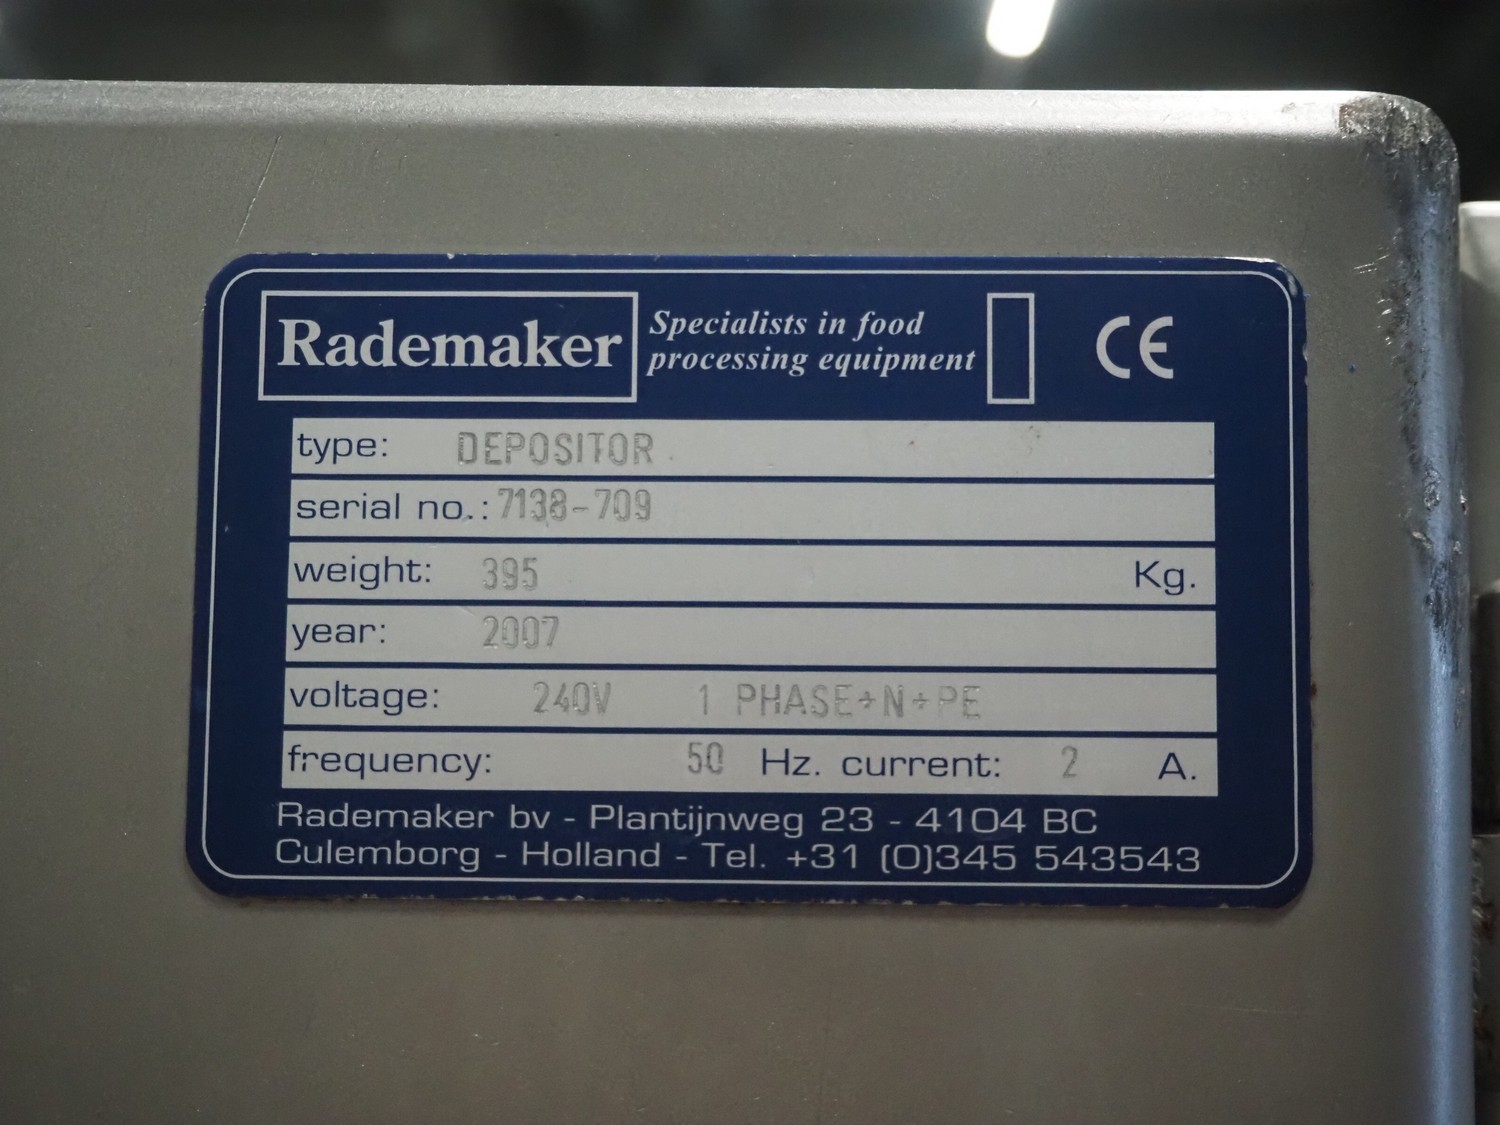 Rademaker
Specialists in food
processing equipment
CE
type: DEPOSITOR
serial no.: 7138-709
weight: 395 Kg.
year: 2007
voltage: 240V 1 PHASE+N+PE
frequency: 50 Hz. current: 2 A.
Rademaker bv - Plantijnweg 23 - 4104 BC
Culemborg - Holland - Tel. +31 (0)345 543543